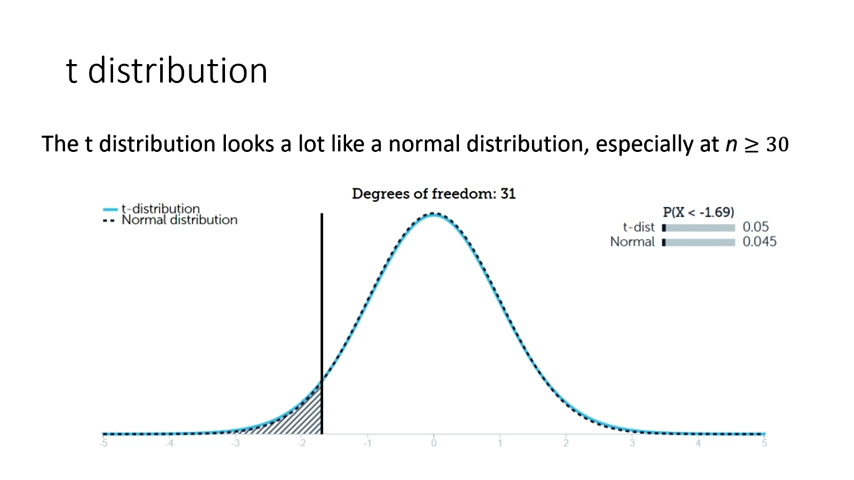 t distribution
The t distribution looks a lot like a normal distribution, especially at n ≥ 30
Degrees of freedom: 31
t-distribution
Normal distribution
P(X < -1.69)
t-dist 0.05
Normal 0.045
-5 -4 -3 -2 -1 0 1 2 3 4 5